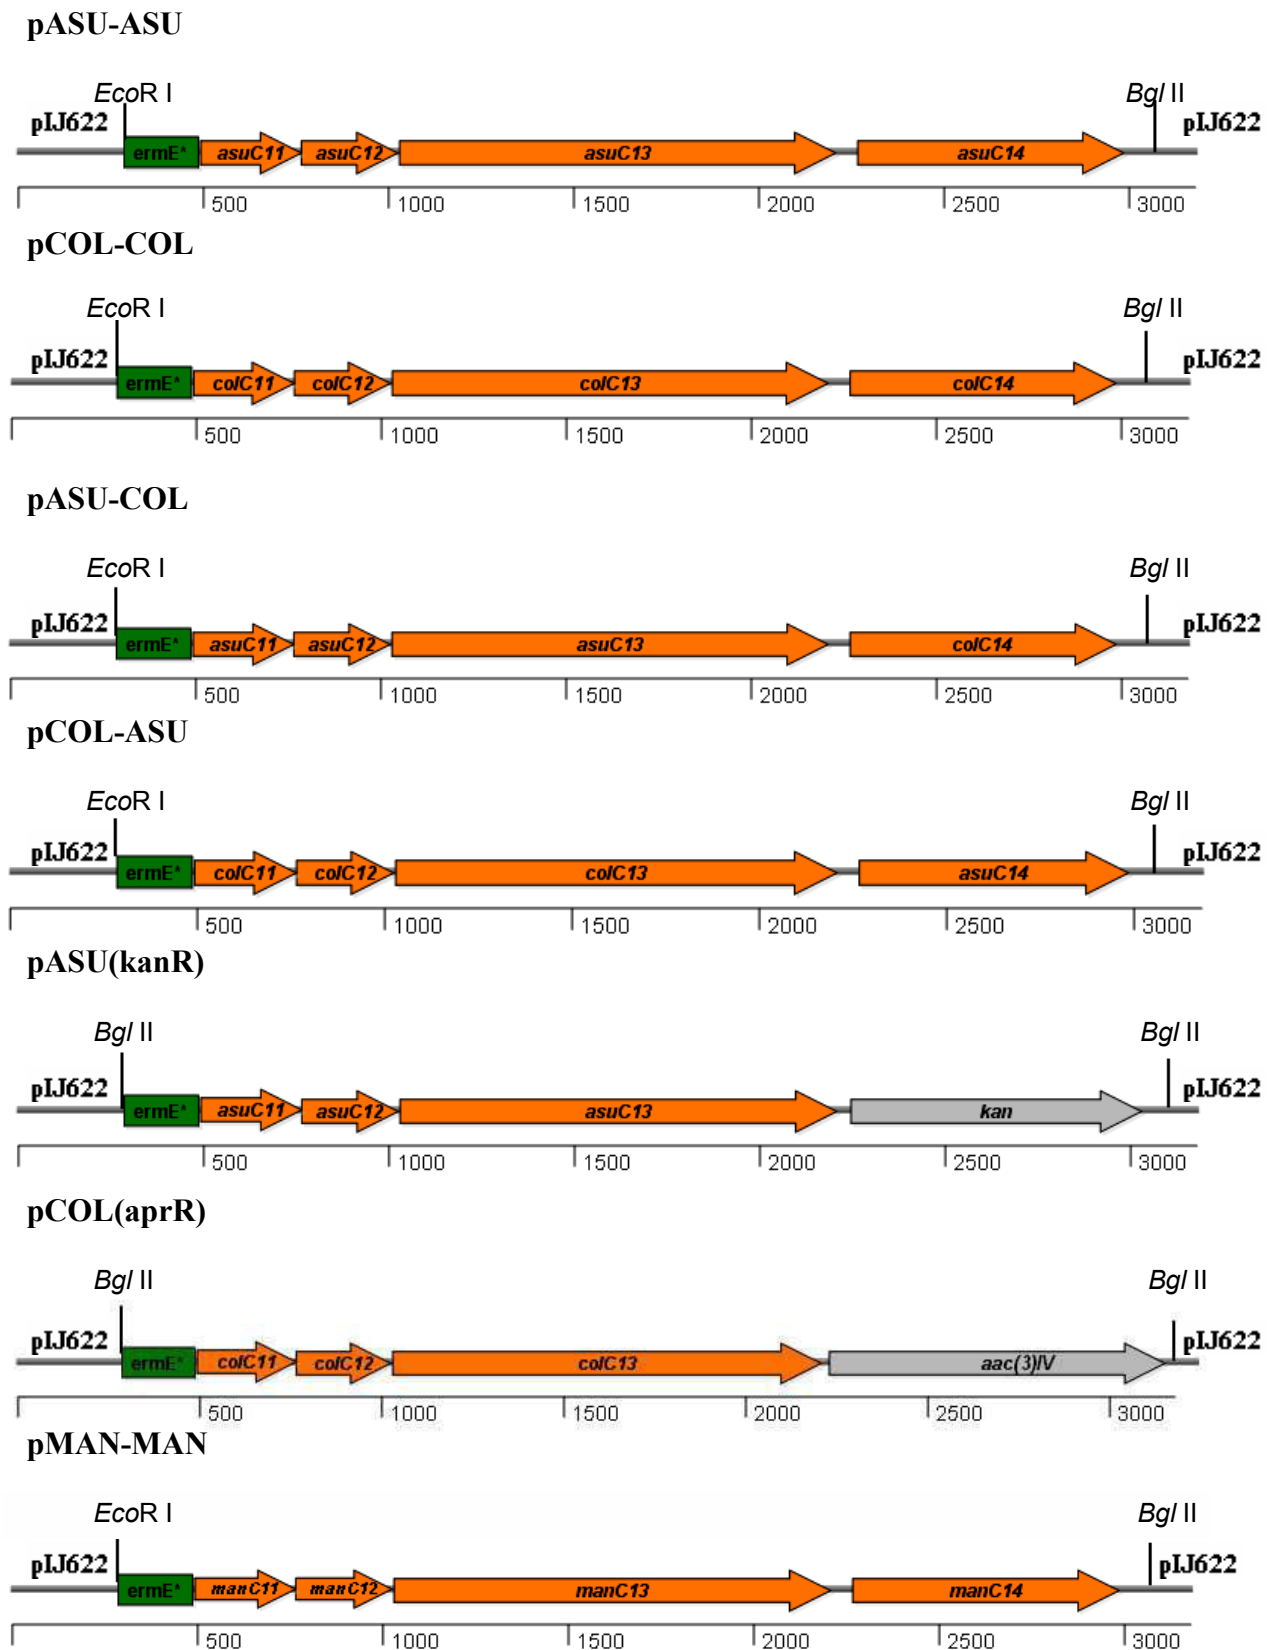 pASU-ASU
EcoR I Bgl II
pIJ622 pIJ622
ermE* asuC11 asuC12 asuC13 asuC14
500 1000 1500 2000 2500 3000
pCOL-COL
EcoR I Bgl II
pIJ622 pIJ622
ermE* colC11 colC12 colC13 colC14
500 1000 1500 2000 2500 3000
pASU-COL
EcoR I Bgl II
pIJ622 pIJ622
ermE* asuC11 asuC12 asuC13 colC14
500 1000 1500 2000 2500 3000
pCOL-ASU
EcoR I Bgl II
pIJ622 pIJ622
ermE* colC11 colC12 colC13 asuC14
500 1000 1500 2000 2500 3000
pASU(kanR)
Bgl II Bgl II
pIJ622 pIJ622
ermE* asuC11 asuC12 asuC13 kan
500 1000 1500 2000 2500 3000
pCOL(aprR)
Bgl II Bgl II
pIJ622 pIJ622
ermE* colC11 colC12 colC13 aac(3)IV
500 1000 1500 2000 2500 3000
pMAN-MAN
EcoR I Bgl II
pIJ622 pIJ622
ermE* manC11 manC12 manC13 manC14
500 1000 1500 2000 2500 3000